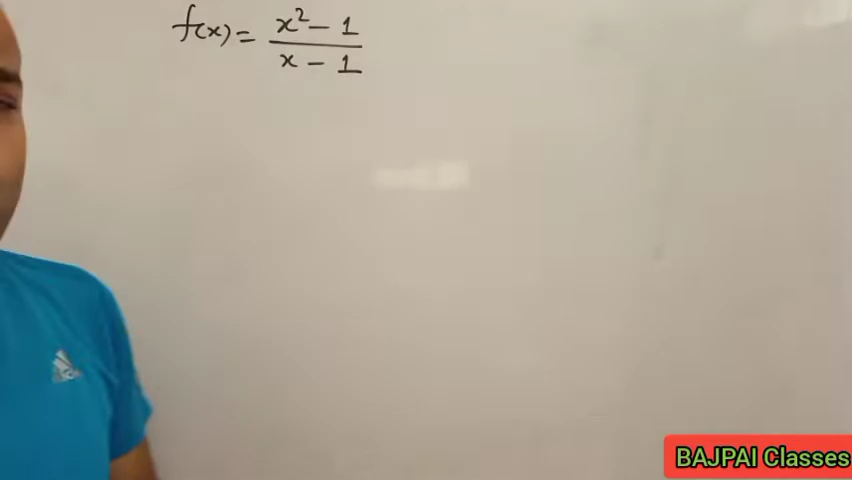 f(x) = x² - 1
x - 1
BAJPAI Classes